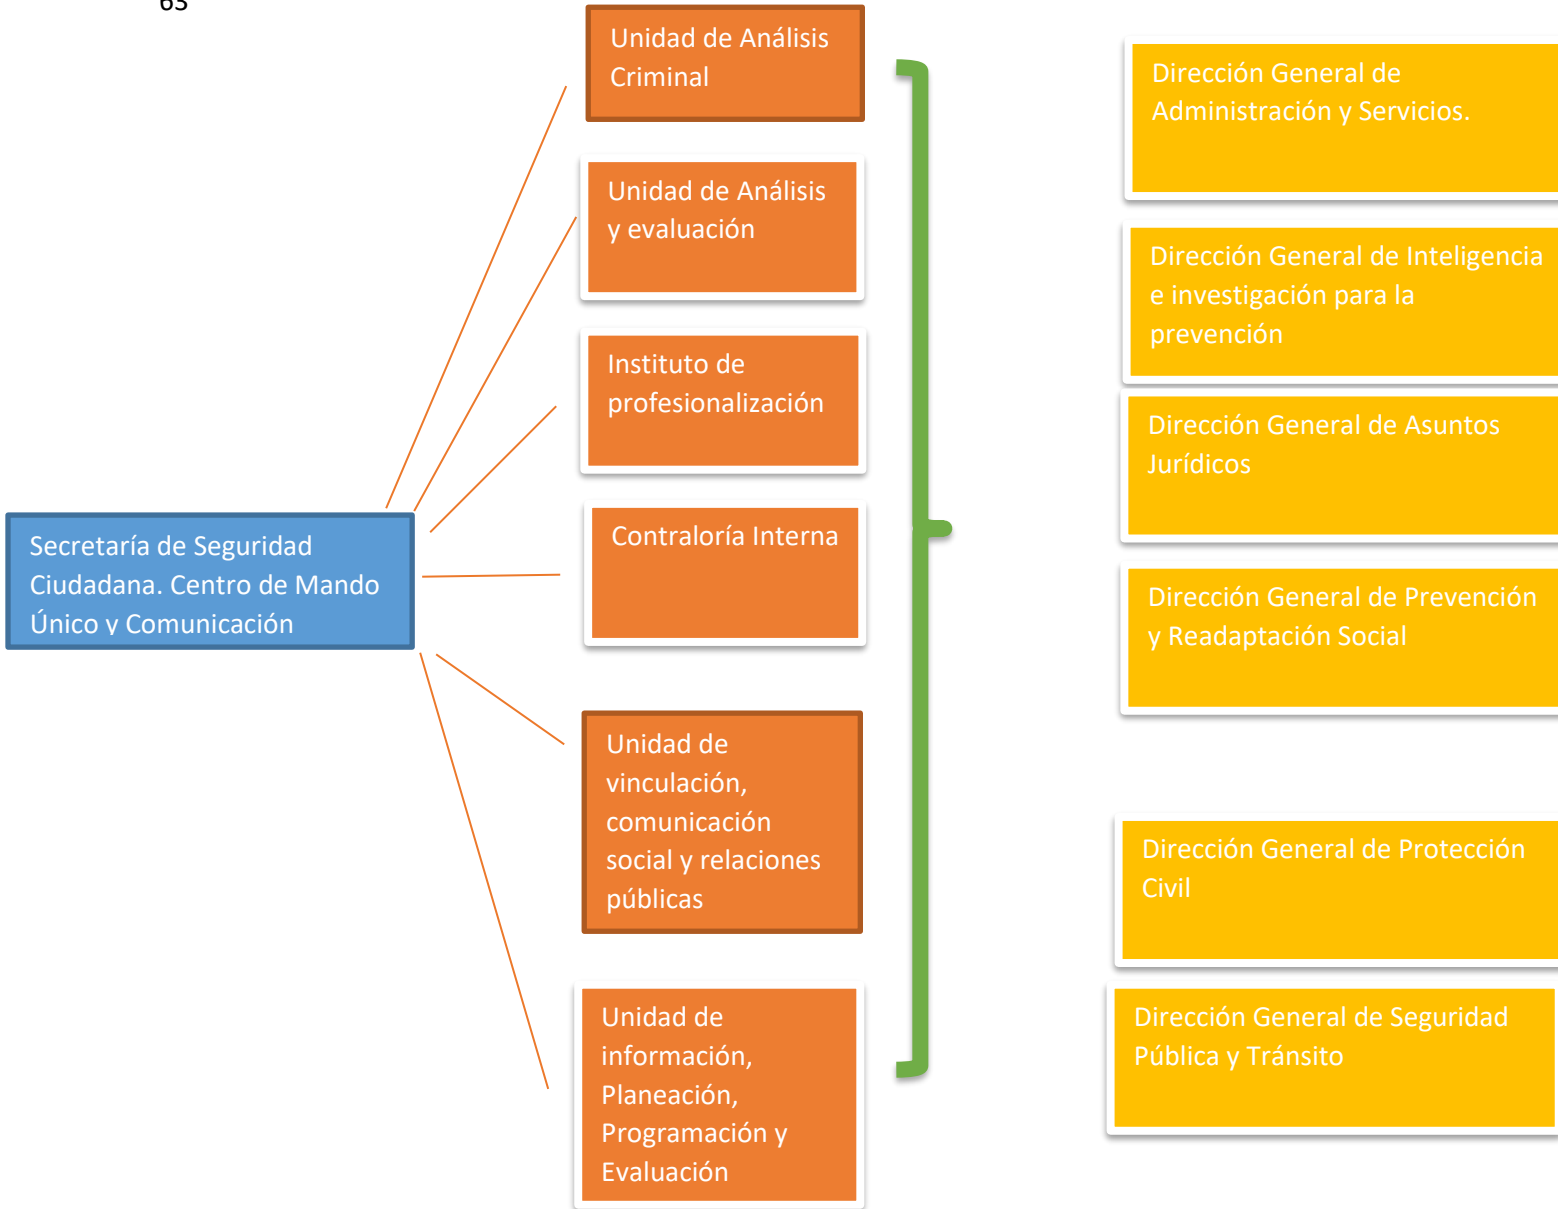 63
Unidad de Análisis
Criminal
Unidad de Análisis
y evaluación
Instituto de
profesionalización
Contraloría Interna
Secretaría de Seguridad
Ciudadana. Centro de Mando
Único y Comunicación
Unidad de
vinculación,
comunicación
social y relaciones
públicas
Unidad de
información,
Planeación,
Programación y
Evaluación
Dirección General de
Administración y Servicios.
Dirección General de Inteligencia
e investigación para la
prevención
Dirección General de Asuntos
Jurídicos
Dirección General de Prevención
y Readaptación Social
Dirección General de Protección
Civil
Dirección General de Seguridad
Pública y Tránsito